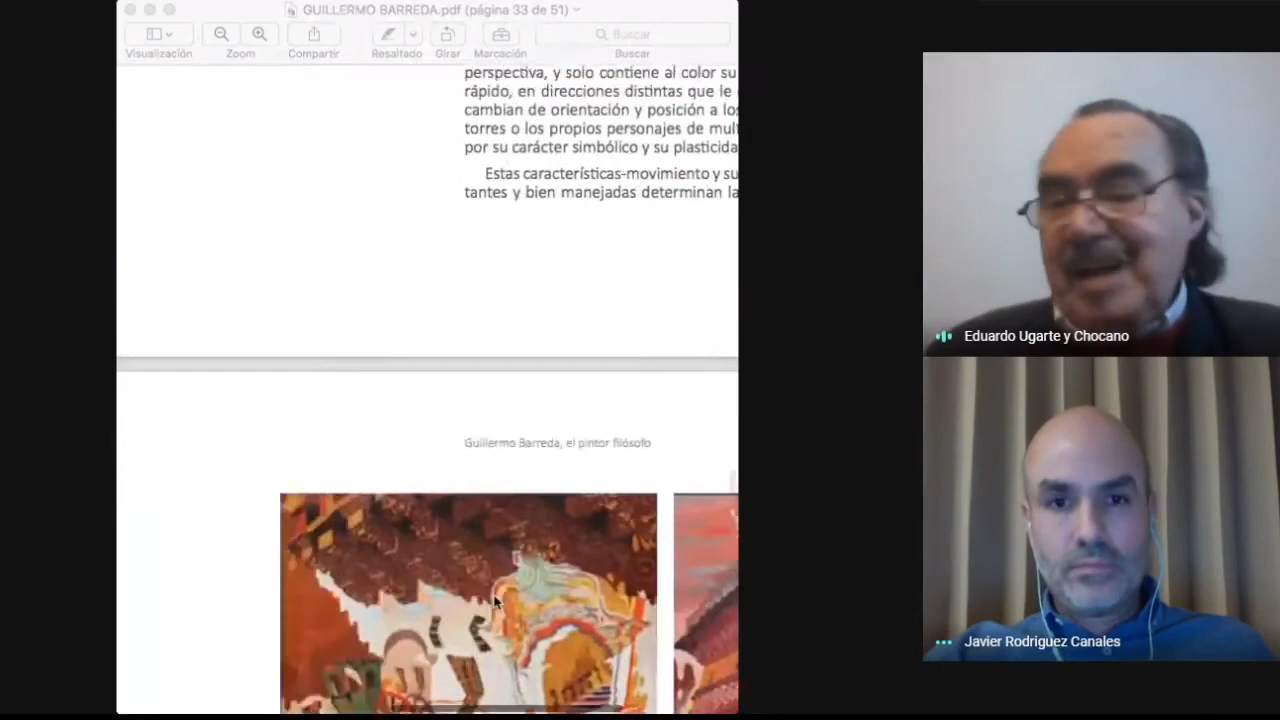 GUILLERMO BARREDA.pdf (página 33 de 51)
Visualización
Zoom
Compartir
Resaltado
Girar
Marcación
Buscar
Buscar
perspectiva, y solo contiene al color su
rápido, en direcciones distintas que le
cambian de orientación y posición a los
torres o los propios personajes de mul
por su carácter simbólico y su plasticida
Estas características-movimiento y su
tantes y bien manejadas determinan la
Guillermo Barreda, el pintor filósofo
Eduardo Ugarte y Chocano
Javier Rodriguez Canales